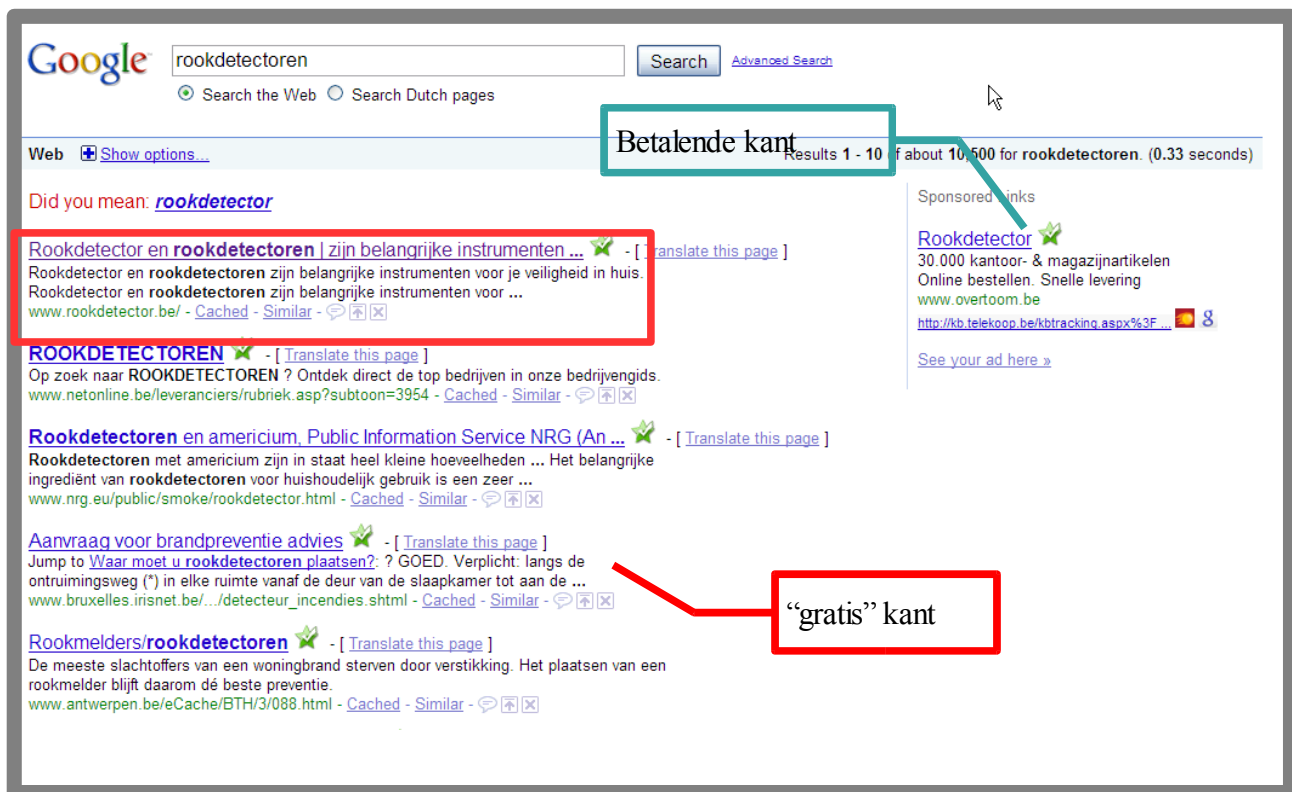 Google rookdetectoren Search Advanced Search
Search the Web Search Dutch pages
Betalende kant
Web Show options... Results 1 - 10 of about 10,500 for rookdetectoren. (0.33 seconds)
Did you mean: rookdetector
Rookdetector en rookdetectoren | zijn belangrijke instrumenten ... - [ Translate this page ]
Rookdetector en rookdetectoren zijn belangrijke instrumenten voor je veiligheid in huis.
Rookdetector en rookdetectoren zijn belangrijke instrumenten voor ...
www.rookdetector.be/ - Cached - Similar -
ROOKDETECTOREN - [ Translate this page ]
Op zoek naar ROOKDETECTOREN ? Ontdek direct de top bedrijven in onze bedrijvengids.
www.netonline.be/leveranciers/rubriek.asp?subtoon=3954 - Cached - Similar -
Rookdetectoren en americium, Public Information Service NRG (An ... - [ Translate this page ]
Rookdetectoren met americium zijn in staat heel kleine hoeveelheden ... Het belangrijke
ingrediënt van rookdetectoren voor huishoudelijk gebruik is een zeer ...
www.nrg.eu/public/smoke/rookdetector.html - Cached - Similar -
Aanvraag voor brandpreventie advies - [ Translate this page ]
Jump to Waar moet u rookdetectoren plaatsen?: ? GOED. Verplicht: langs de
ontruimingsweg (*) in elke ruimte vanaf de deur van de slaapkamer tot aan de ...
www.bruxelles.irisnet.be/.../detecteur_incendies.shtml - Cached - Similar -
Rookmelders/rookdetectoren - [ Translate this page ]
De meeste slachtoffers van een woningbrand sterven door verstikking. Het plaatsen van een
rookmelder blijft daarom dé beste preventie.
www.antwerpen.be/eCache/BTH/3/088.html - Cached - Similar -
Sponsored Links
Rookdetector
30.000 kantoor- & magazijnartikelen
Online bestellen. Snelle levering
www.overtoom.be
http://kb.telekoop.be/kbtracking.aspx%3F ... g
See your ad here »
“gratis” kant